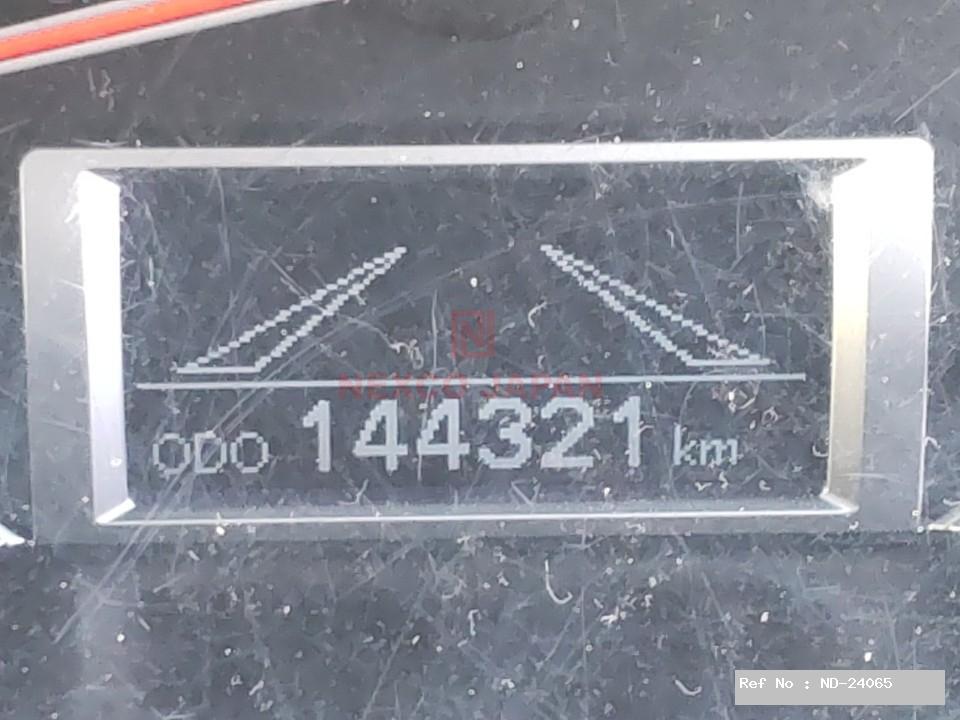 N
NEXCO JAPAN
ODO 144321 km
Ref No : ND-24065